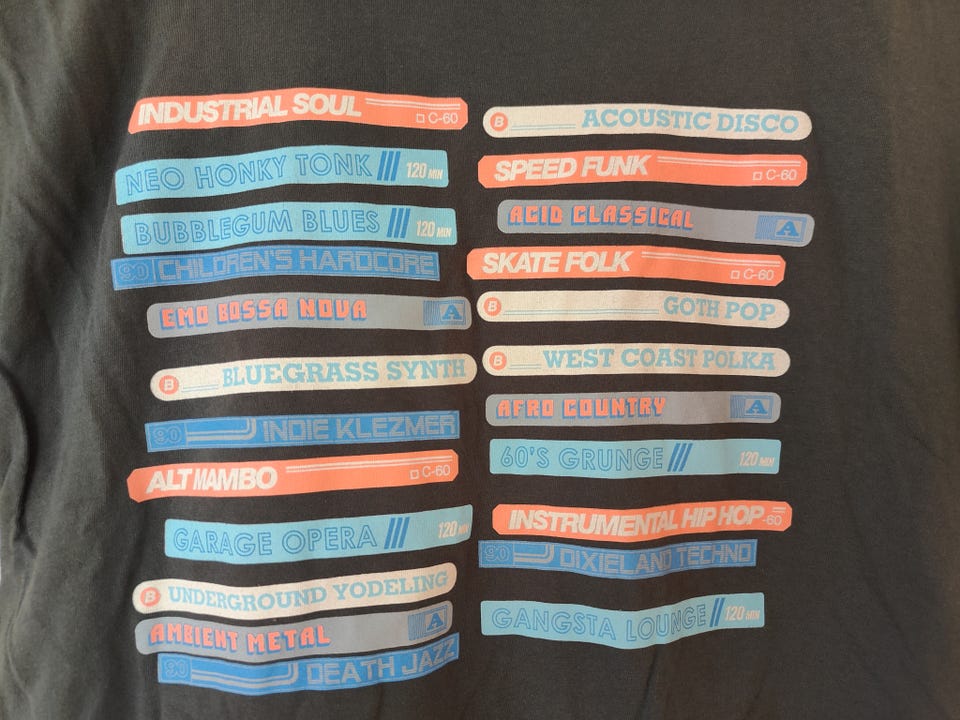 INDUSTRIAL SOUL C-60
NEO HONKY TONK 120 MIN
BUBBLEGUM BLUES 120 MIN
90 CHILDREN'S HARDCORE
EMO BOSSA NOVA A
B BLUEGRASS SYNTH
90 INDIE KLEZMER
ALT MAMBO C-60
GARAGE OPERA 120 MIN
B UNDERGROUND YODELING
AMBIENT METAL A
90 DEATH JAZZ
B ACOUSTIC DISCO
SPEED FUNK C-60
ACID CLASSICAL A
SKATE FOLK C-60
B GOTH POP
B WEST COAST POLKA
AFRO COUNTRY A
60'S GRUNGE 120 MIN
INSTRUMENTAL HIP HOP -60
90 DIXIELAND TECHNO
GANGSTA LOUNGE 120 MIN